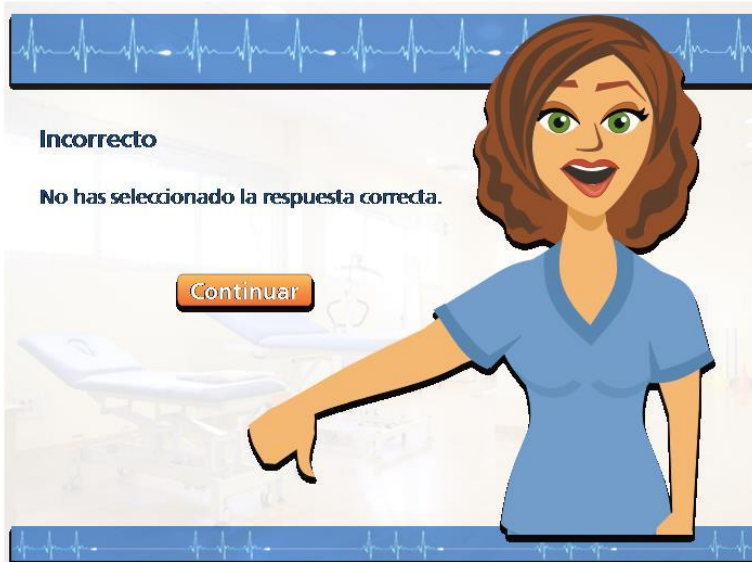 Incorrecto
No has seleccionado la respuesta correcta.
Continuar